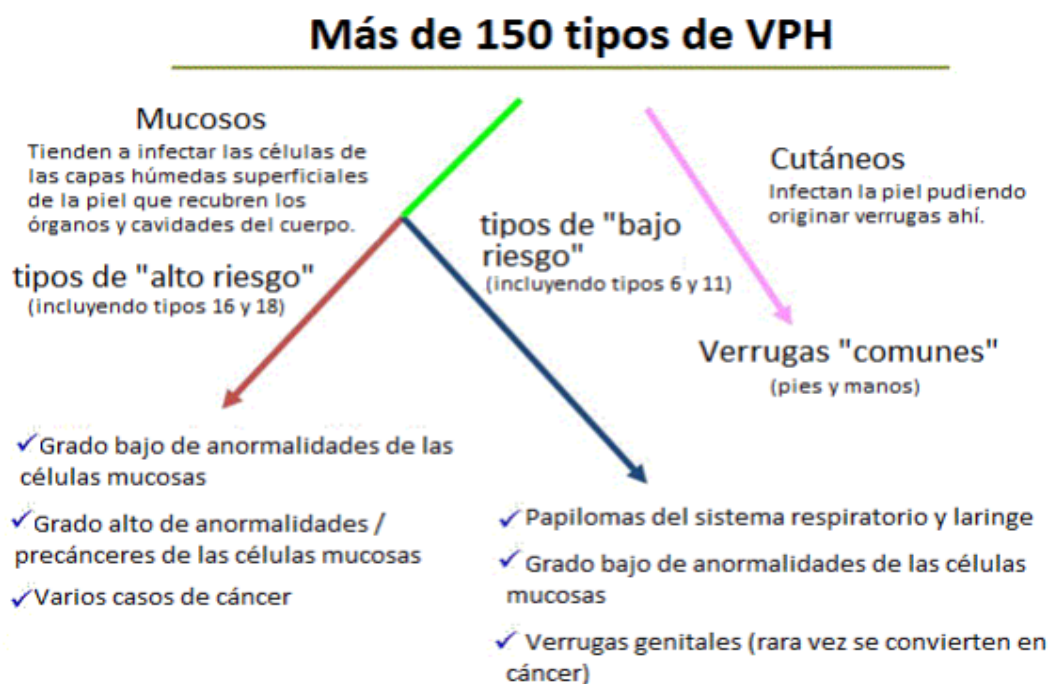 Más de 150 tipos de VPH
Mucosos
Tienden a infectar las células de
las capas húmedas superficiales
de la piel que recubren los
órganos y cavidades del cuerpo.
tipos de "alto riesgo"
(incluyendo tipos 16 y 18)
tipos de "bajo
riesgo"
(incluyendo tipos 6 y 11)
Cutáneos
Infectan la piel pudiendo
originar verrugas ahí.
Verrugas "comunes"
(pies y manos)
✓Grado bajo de anormalidades de las
células mucosas
✓Grado alto de anormalidades /
precánceres de las células mucosas
✓Varios casos de cáncer
✓Papilomas del sistema respiratorio y laringe
✓Grado bajo de anormalidades de las células
mucosas
✓Verrugas genitales (rara vez se convierten en
cáncer)